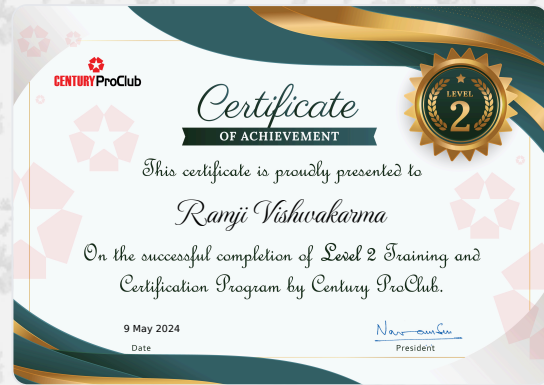 CENTURY ProClub
LEVEL
2
Certificate
OF ACHIEVEMENT
This certificate is proudly presented to
Ramji Vishwakarma
On the successful completion of Level 2 Training and
Certification Program by Century ProClub.
9 May 2024
Date
President